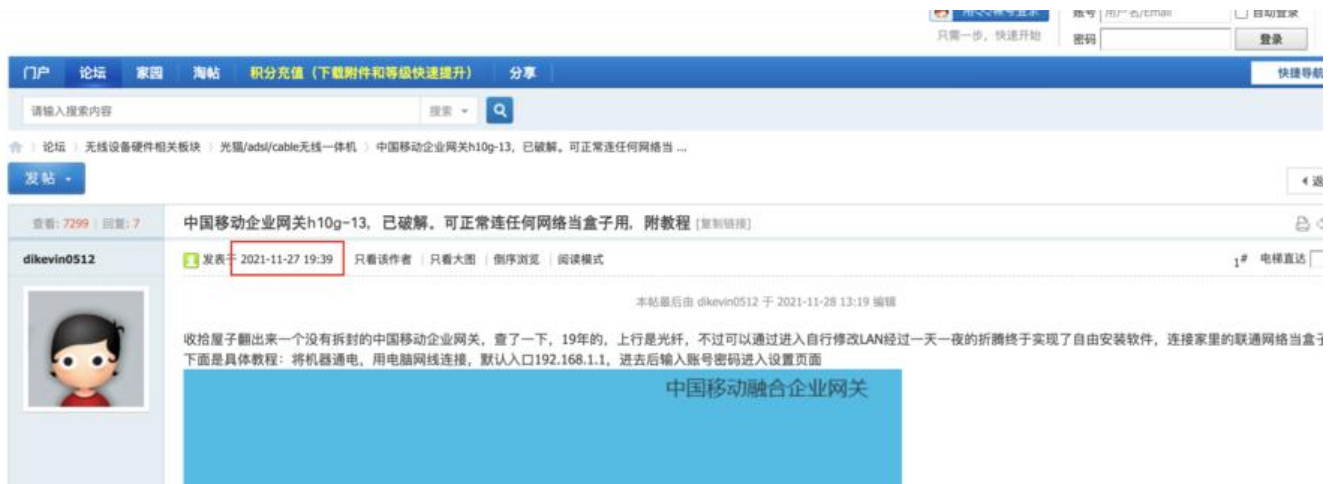 用QQ帐号登录 账号 用户名/Email 自动登录
只需一步，快速开始 密码 登录
门户 论坛 家园 淘帖 积分充值（下载附件和等级快速提升） 分享 快捷导航
请输入搜索内容 搜索
论坛 无线设备硬件相关板块 光猫/adsl/cable无线一体机 中国移动企业网关h10g-13，已破解。可正常连任何网络当 ...
发帖 返
查看: 7299 回复: 7 中国移动企业网关h10g-13，已破解。可正常连任何网络当盒子用，附教程 [复制链接]
dikevin0512 发表于 2021-11-27 19:39 只看该作者 只看大图 倒序浏览 阅读模式 1# 电梯直达
本帖最后由 dikevin0512 于 2021-11-28 13:19 编辑
收拾屋子翻出来一个没有拆封的中国移动企业网关，查了一下，19年的，上行是光纤，不过可以通过进入自行修改LAN经过一天一夜的折腾终于实现了自由安装软件，连接家里的联通网络当盒子
下面是具体教程：将机器通电，用电脑网线连接，默认入口192.168.1.1，进去后输入账号密码进入设置页面
中国移动融合企业网关